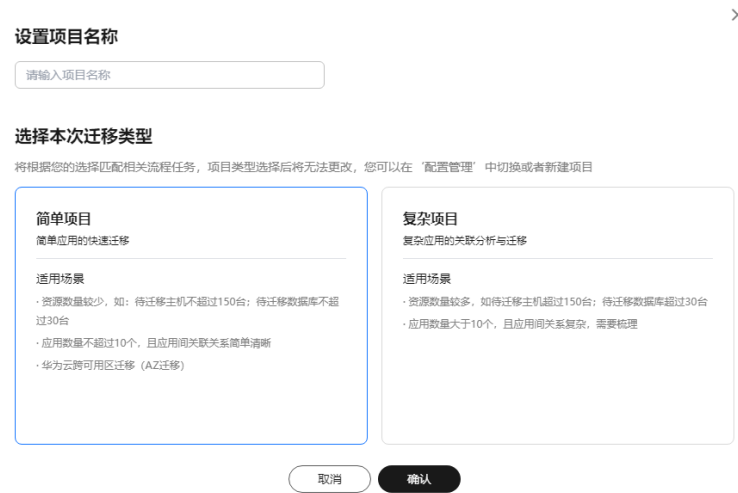 设置项目名称
请输入项目名称
选择本次迁移类型
将根据您的选择匹配相关流程任务，项目类型选择后将无法更改，您可以在‘配置管理’中切换或者新建项目
简单项目
简单应用的快速迁移
适用场景
· 资源数量较少，如：待迁移主机不超过150台；待迁移数据库不超
过30台
· 应用数量不超过10个，且应用间关联关系简单清晰
· 华为云跨可用区迁移（AZ迁移）
复杂项目
复杂应用的关联分析与迁移
适用场景
· 资源数量较多，如待迁移主机超过150台；待迁移数据库超过30台
· 应用数量大于10个，且应用间关系复杂，需要梳理
取消
确认